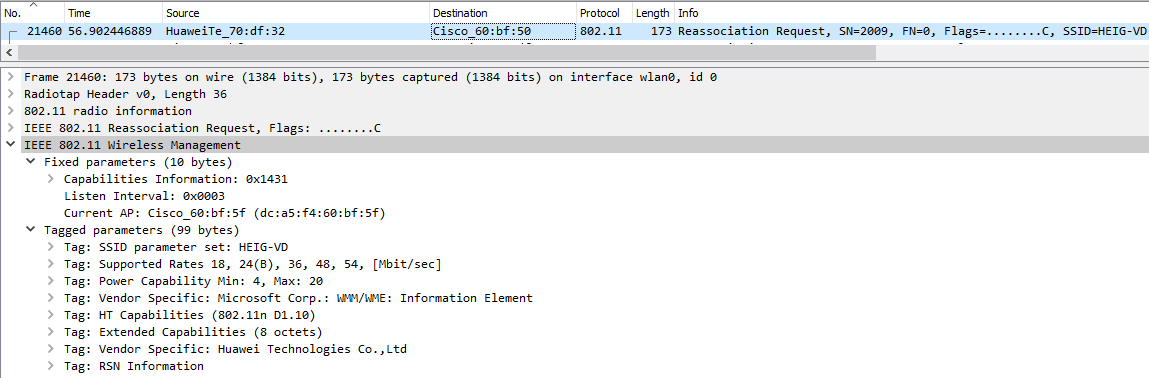 No. Time Source Destination Protocol Length Info
21460 56.902446889 HuaweiTe_70:df:32 Cisco_60:bf:50 802.11 173 Reassociation Request, SN=2009, FN=0, Flags=........C, SSID=HEIG-VD
Frame 21460: 173 bytes on wire (1384 bits), 173 bytes captured (1384 bits) on interface wlan0, id 0
Radiotap Header v0, Length 36
802.11 radio information
IEEE 802.11 Reassociation Request, Flags: ........C
IEEE 802.11 Wireless Management
Fixed parameters (10 bytes)
Capabilities Information: 0x1431
Listen Interval: 0x0003
Current AP: Cisco_60:bf:5f (dc:a5:f4:60:bf:5f)
Tagged parameters (99 bytes)
Tag: SSID parameter set: HEIG-VD
Tag: Supported Rates 18, 24(B), 36, 48, 54, [Mbit/sec]
Tag: Power Capability Min: 4, Max: 20
Tag: Vendor Specific: Microsoft Corp.: WMM/WME: Information Element
Tag: HT Capabilities (802.11n D1.10)
Tag: Extended Capabilities (8 octets)
Tag: Vendor Specific: Huawei Technologies Co.,Ltd
Tag: RSN Information